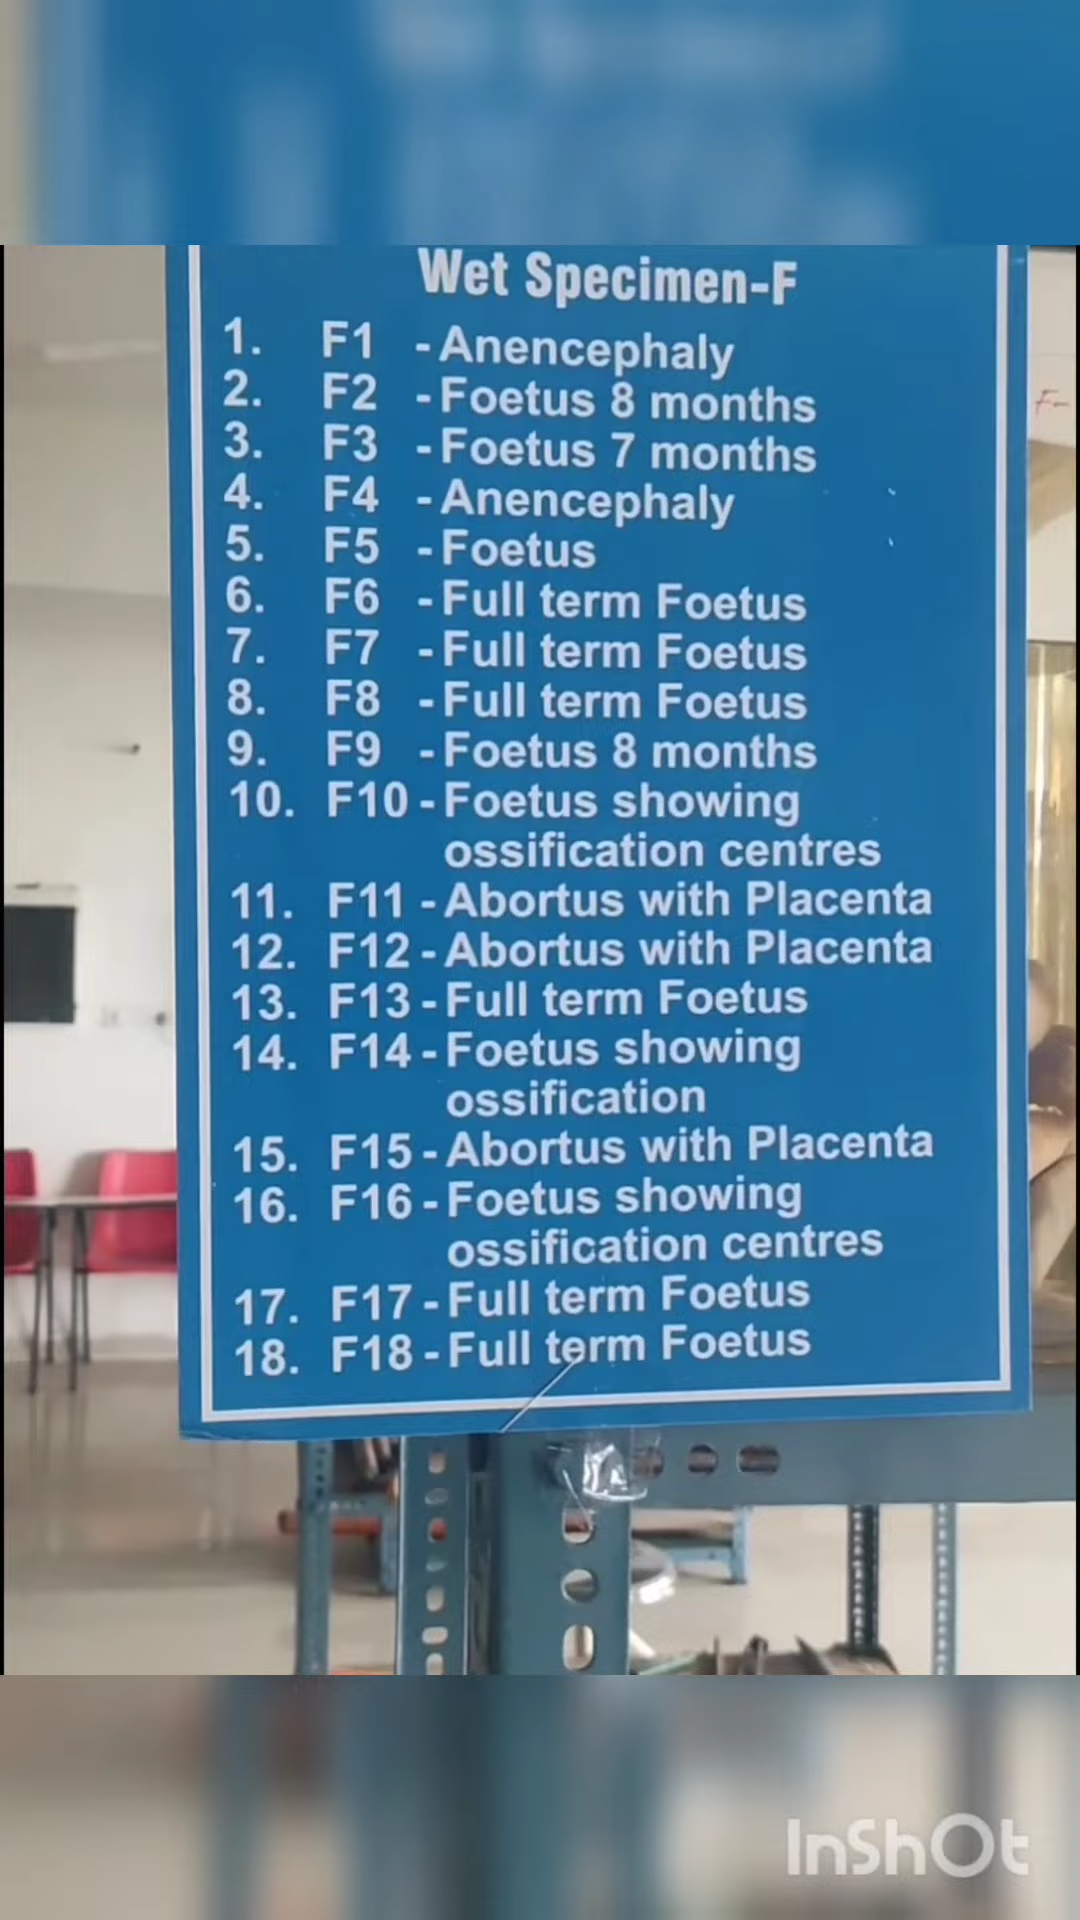 Wet Specimen-F
1. F1 - Anencephaly
2. F2 - Foetus 8 months
3. F3 - Foetus 7 months
4. F4 - Anencephaly
5. F5 - Foetus
6. F6 - Full term Foetus
7. F7 - Full term Foetus
8. F8 - Full term Foetus
9. F9 - Foetus 8 months
10. F10 - Foetus showing
ossification centres
11. F11 - Abortus with Placenta
12. F12 - Abortus with Placenta
13. F13 - Full term Foetus
14. F14 - Foetus showing
ossification
15. F15 - Abortus with Placenta
16. F16 - Foetus showing
ossification centres
17. F17 - Full term Foetus
18. F18 - Full term Foetus
InShOt